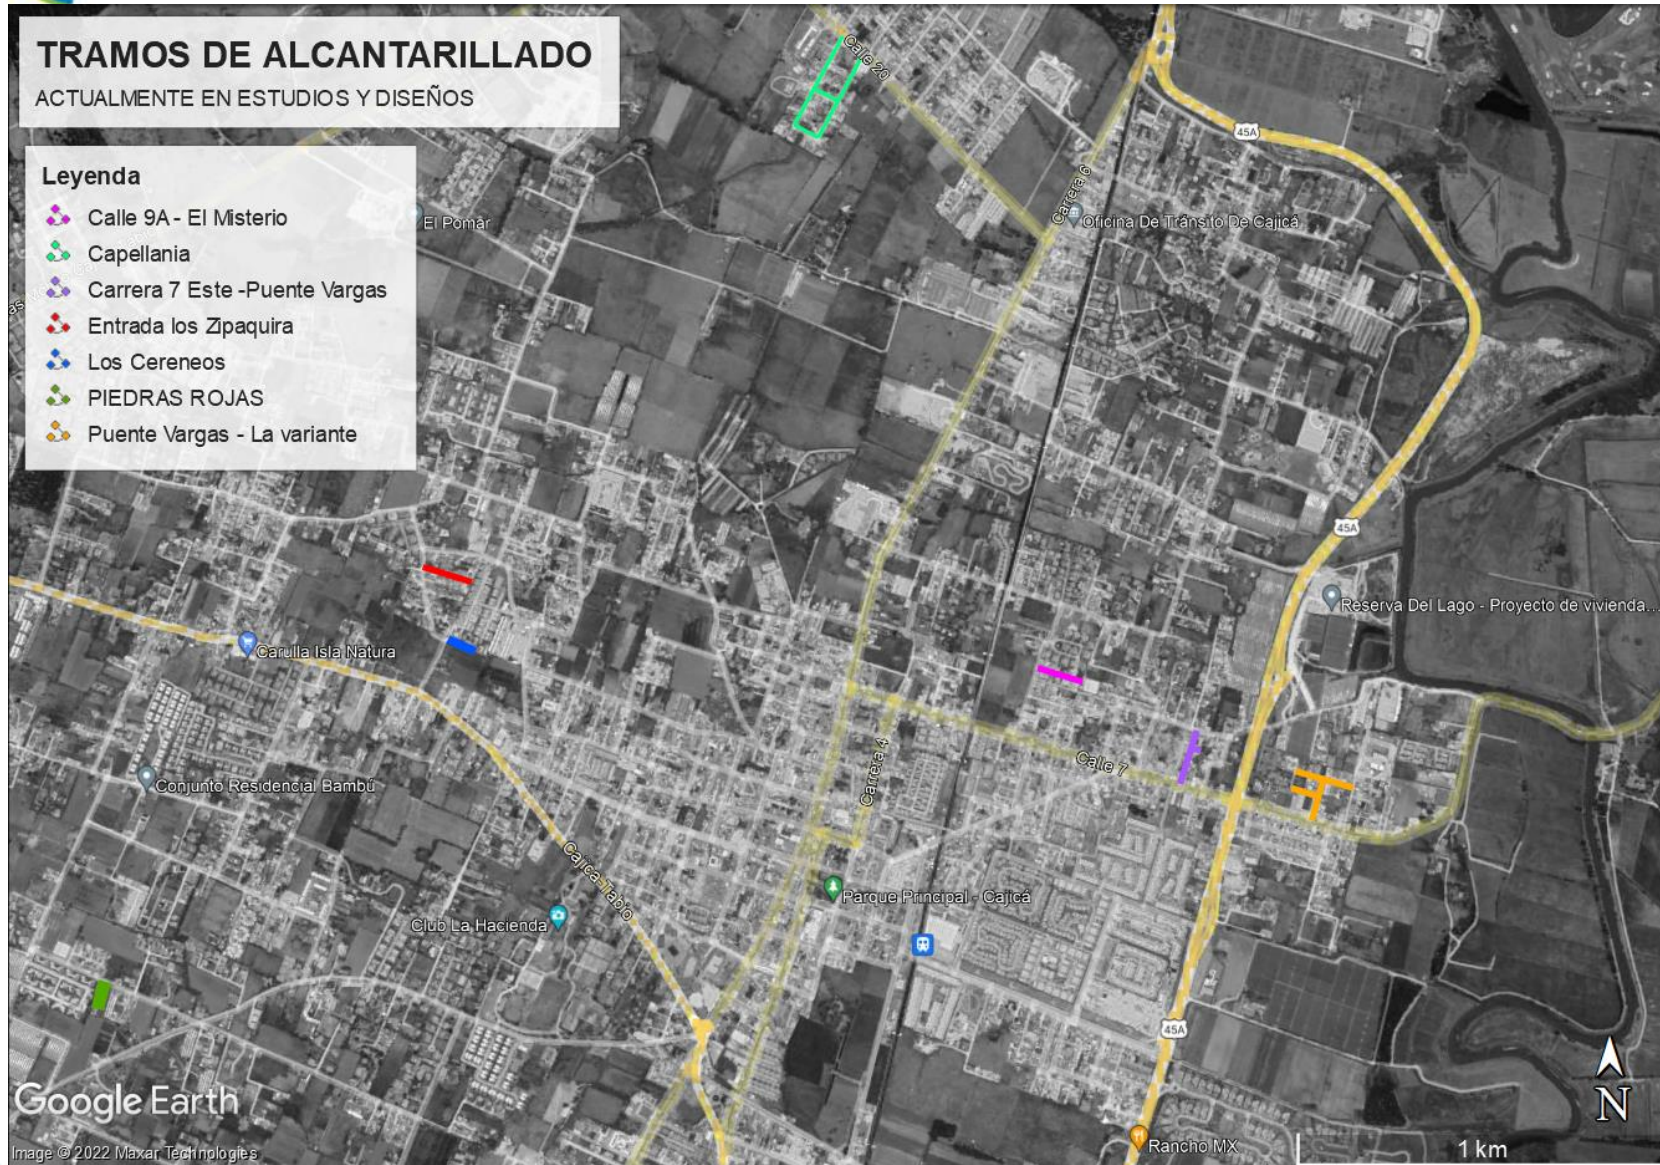 TRAMOS DE ALCANTARILLADO
ACTUALMENTE EN ESTUDIOS Y DISEÑOS
Leyenda
Calle 9A - El Misterio
Capellania
Carrera 7 Este -Puente Vargas
Entrada los Zipaquira
Los Cereneos
PIEDRAS ROJAS
Puente Vargas - La variante
Calle 20
45A
Carrera 6
El Pomar
Oficina De Tránsito De Cajicá
45A
Reserva Del Lago - Proyecto de vivienda...
Carulla Isla Natura
Calle 7
Carrera 4
Conjunto Residencial Bambú
Cajicá-Tabio
Parque Principal - Cajicá
Club La Hacienda
45A
Google Earth
N
Image © 2022 Maxar Technologies
Rancho MX
1 km